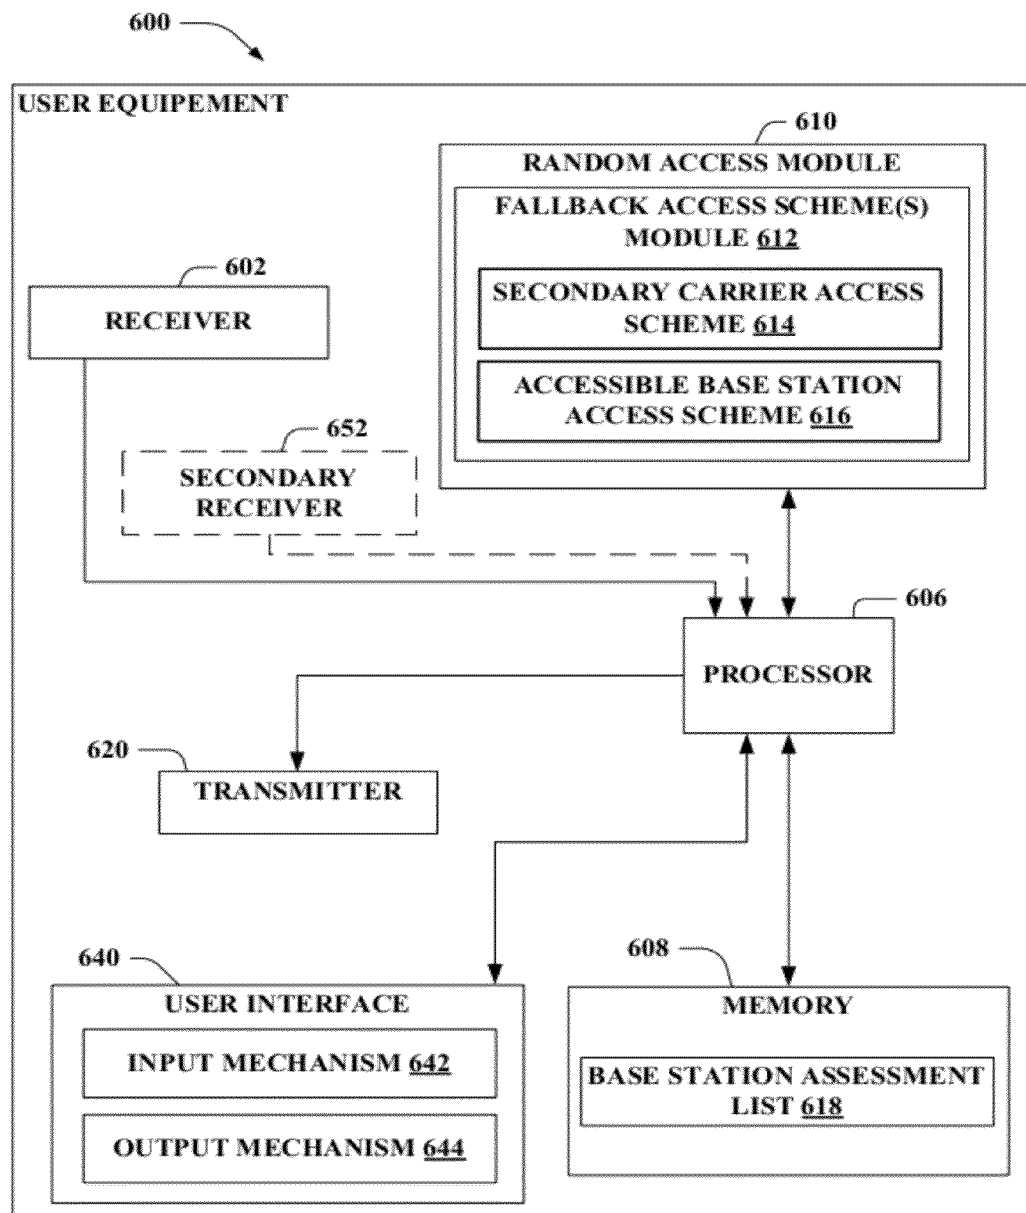 600
USER EQUIPEMENT
610
RANDOM ACCESS MODULE
FALLBACK ACCESS SCHEME(S)
MODULE 612
SECONDARY CARRIER ACCESS
SCHEME 614
ACCESSIBLE BASE STATION
ACCESS SCHEME 616
602
RECEIVER
652
SECONDARY
RECEIVER
606
PROCESSOR
620
TRANSMITTER
640
USER INTERFACE
INPUT MECHANISM 642
OUTPUT MECHANISM 644
608
MEMORY
BASE STATION ASSESSMENT
LIST 618